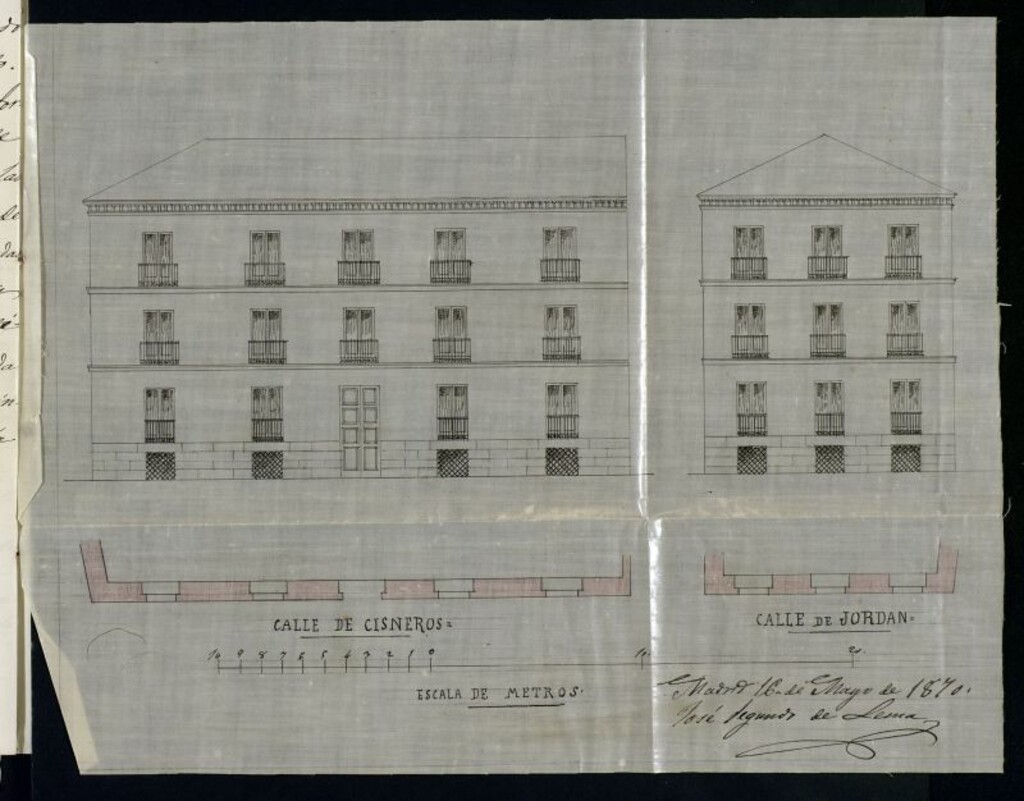 CALLE DE CISNEROS=
CALLE DE JORDAN=
10 9 8 7 6 5 4 3 2 1 0 10 20.
ESCALA DE METROS.
Madrid 16 de Mayo de 1870.
José Segundo de Lema